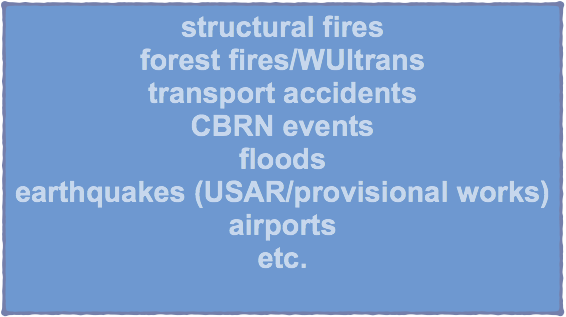 structural fires
forest fires/WUItrans
transport accidents
CBRN events
floods
earthquakes (USAR/provisional works)
airports
etc.